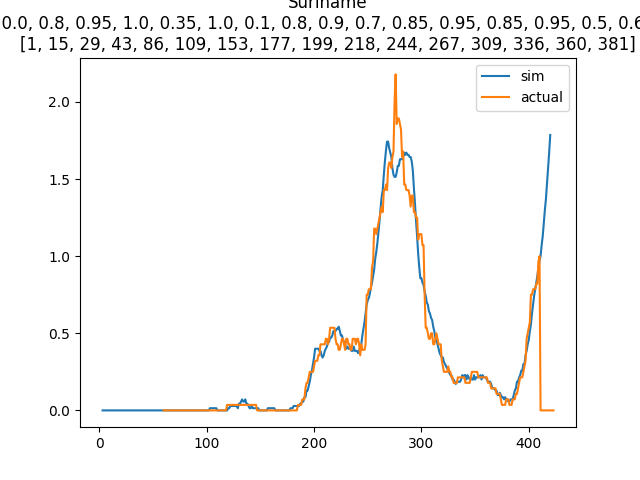 Suriname
0.0, 0.8, 0.95, 1.0, 0.35, 1.0, 0.1, 0.8, 0.9, 0.7, 0.85, 0.95, 0.85, 0.95, 0.5, 0.6
[1, 15, 29, 43, 86, 109, 153, 177, 199, 218, 244, 267, 309, 336, 360, 381]
sim
actual
2.0
1.5
1.0
0.5
0.0
0 100 200 300 400